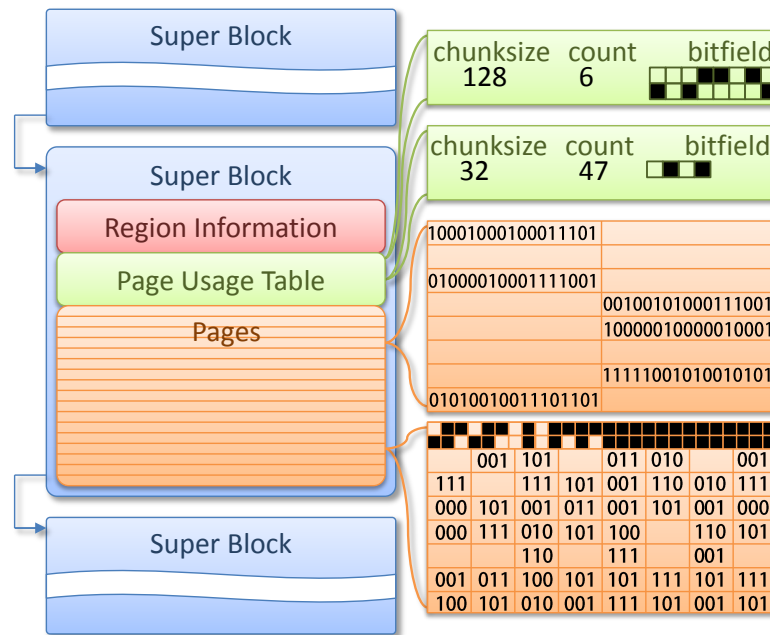 Super Block
Super Block
Region Information
Page Usage Table
Pages
Super Block
chunksize count bitfield
128 6
chunksize count bitfield
32 47
10001000100011101
01000010001111001
00100101000111001
10000010000010001
11111001010010101
01010010011101101
001 101 011 010 001
111 111 101 001 110 010 111
000 101 001 011 001 101 001 000
000 111 010 101 100 110 101
110 111 001
001 011 100 101 101 111 101 111
100 101 010 001 111 101 001 101